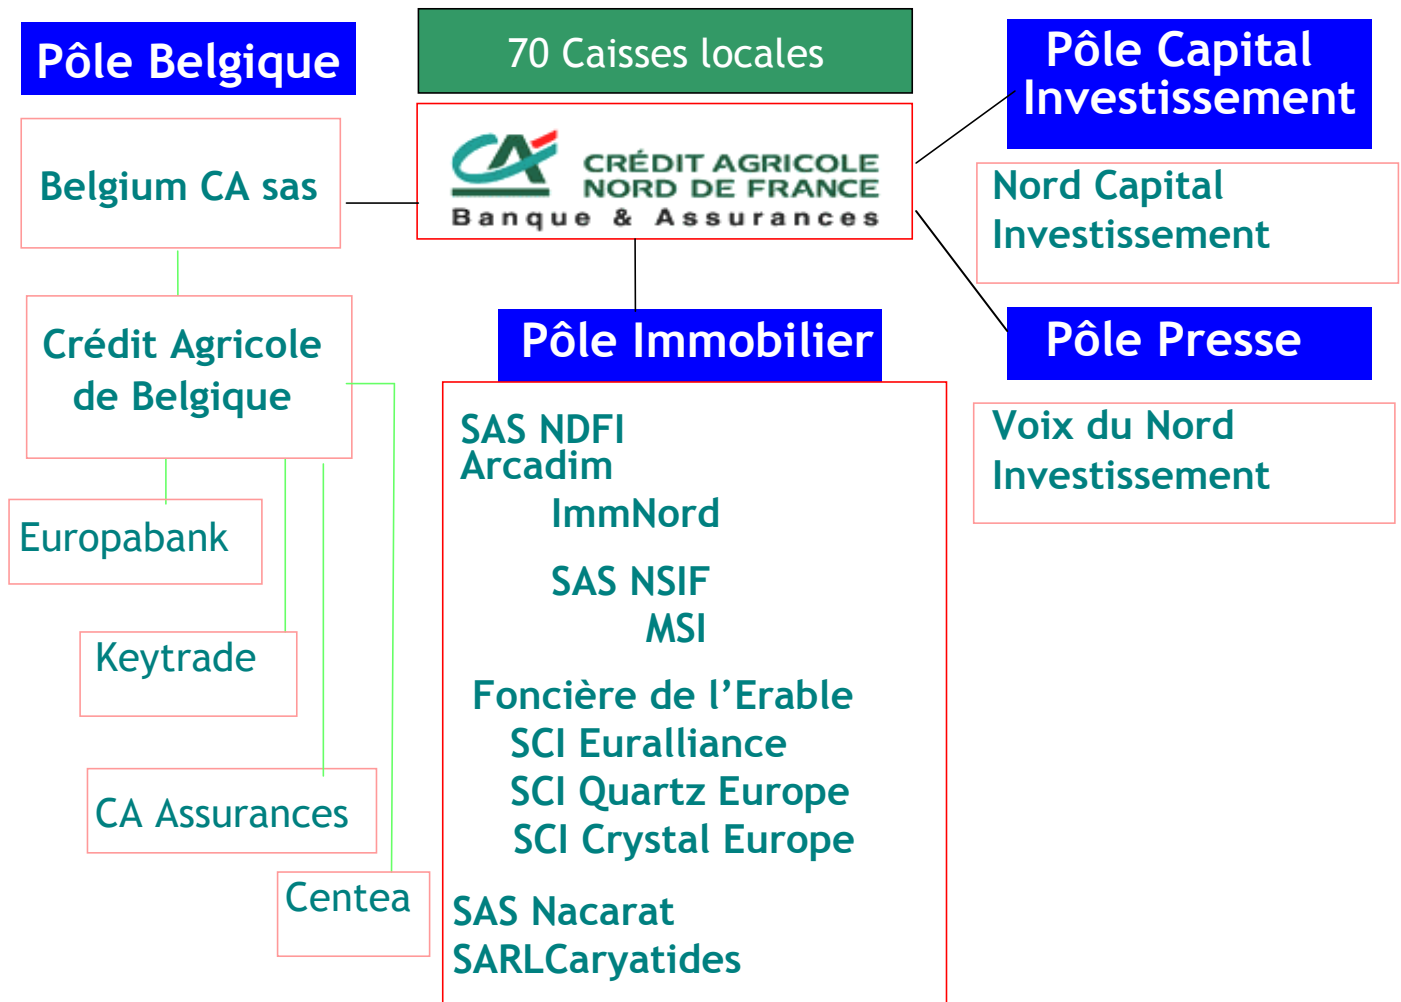 Pôle Belgique
70 Caisses locales
Pôle Capital
Investissement
Belgium CA sas
CRÉDIT AGRICOLE
NORD DE FRANCE
Banque & Assurances
Nord Capital
Investissement
Crédit Agricole
de Belgique
Pôle Immobilier
Pôle Presse
SAS NDFI
Arcadim
ImmNord
SAS NSIF
MSI
Foncière de l’Erable
SCI Euralliance
SCI Quartz Europe
SCI Crystal Europe
SAS Nacarat
SARLCaryatides
Voix du Nord
Investissement
Europabank
Keytrade
CA Assurances
Centea